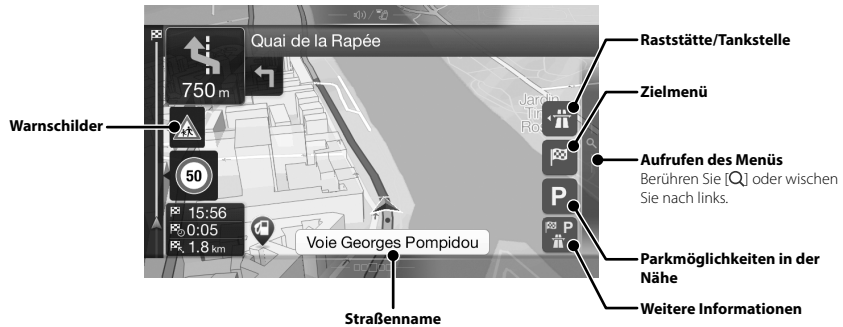 Quai de la Rapée
750 m
50
15:56
0:05
1.8 km
Voie Georges Pompidou
Jardin
P
P
Warnschilder
Straßenname
Raststätte/Tankstelle
Zielmenü
Aufrufen des Menüs
Berühren Sie [ ] oder wischen
Sie nach links.
Parkmöglichkeiten in der
Nähe
Weitere Informationen